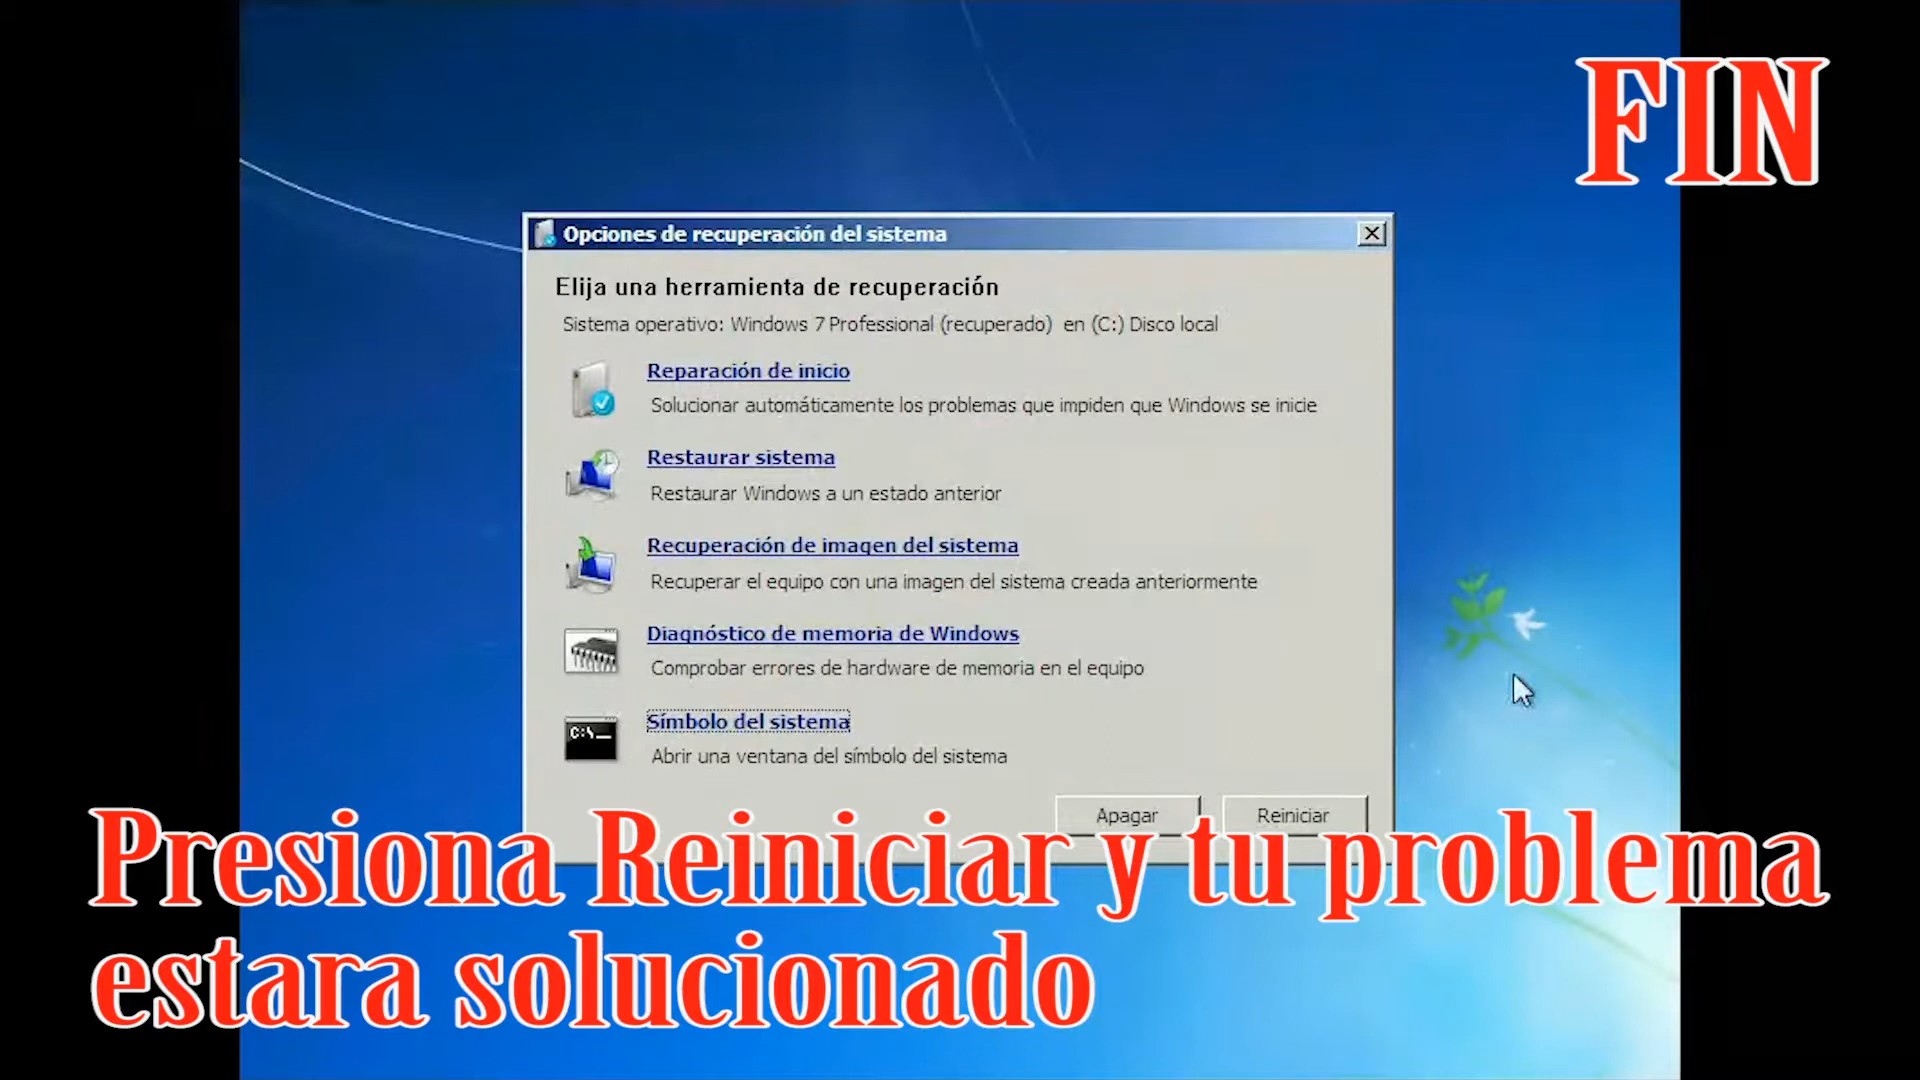 FIN
Opciones de recuperación del sistema
Elija una herramienta de recuperación
Sistema operativo: Windows 7 Professional (recuperado) en (C:) Disco local
Reparación de inicio
Solucionar automáticamente los problemas que impiden que Windows se inicie
Restaurar sistema
Restaurar Windows a un estado anterior
Recuperación de imagen del sistema
Recuperar el equipo con una imagen del sistema creada anteriormente
Diagnóstico de memoria de Windows
Comprobar errores de hardware de memoria en el equipo
C:\_
Símbolo del sistema
Abrir una ventana del símbolo del sistema
Apagar Reiniciar
Presiona Reiniciar y tu problema
estara solucionado